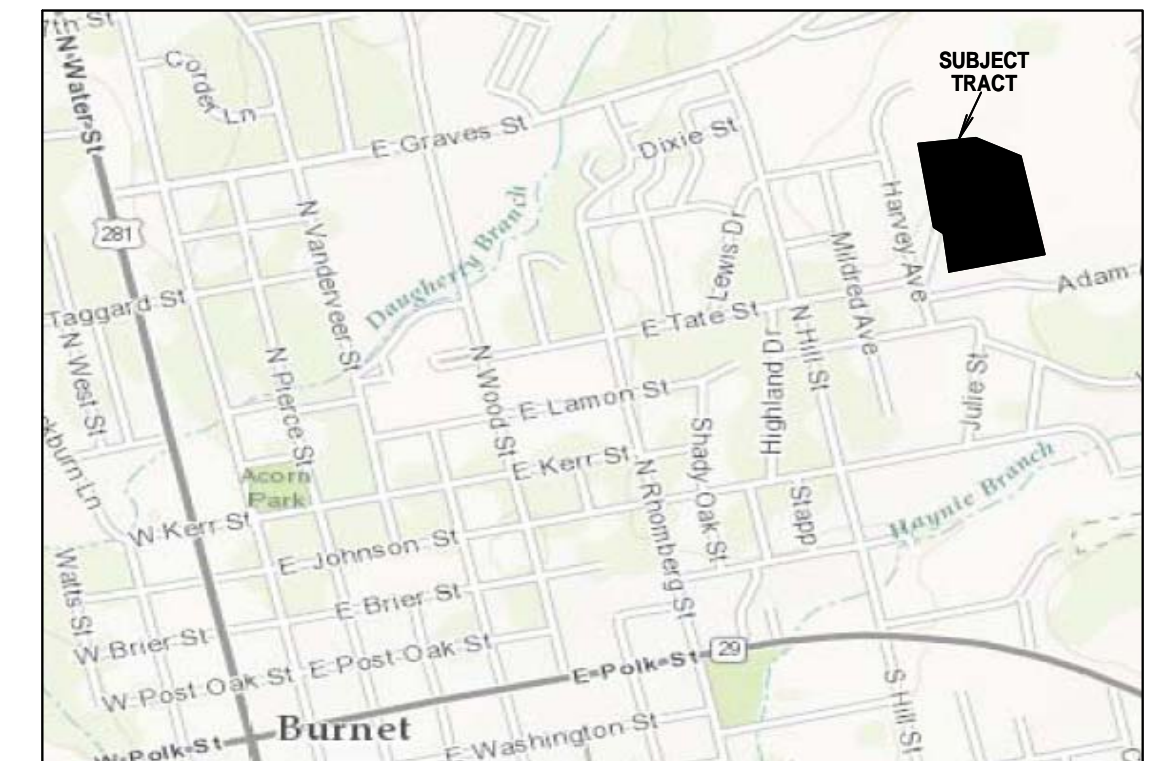 7th St
N Water St
Corder Ln
SUBJECT
TRACT
E Graves St
Dixie St
281
N Vanderveer St
Daugherty Branch
Lewis Dr
Harvey Ave
Mildred Ave
Adam
Taggard St
E Tate St
N West St
N Pierce St
N Wood St
Highland Dr
N Hill St
Julie St
E Lamon St
Shady Oak St
E Kerr St
N Rhomberg St
ckburn Ln
Acorn
Park
W Kerr St
Stapp
Haynie Branch
E Johnson St
Watts St
E Brier St
W Brier St
E Post Oak St
W Post Oak St
29
E Polk St
S Hill St
Burnet
W Polk St
E Washington St